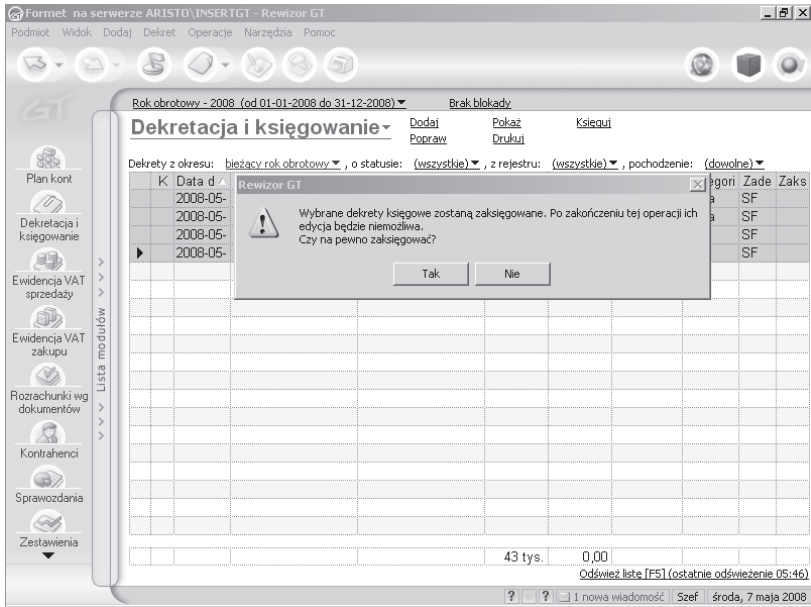 Formet na serwerze ARISTO\INSERTGT - Rewizor GT
Podmiot Widok Dodaj Dekret Operacje Narzędzia Pomoc
GT
Rok obrotowy - 2008 (od 01-01-2008 do 31-12-2008) Brak blokady
Dekretacja i księgowanie
Dodaj Pokaż Księguj
Popraw Drukuj
Dekrety z okresu: bieżący rok obrotowy , o statusie: (wszystkie) , z rejestru: (wszystkie) , pochodzenie: (dowolne)
K Data d egori Zade Zaks
2008-05- a SF
2008-05- a SF
2008-05- SF
2008-05- SF
Rewizor GT
Wybrane dekrety księgowe zostaną zaksięgowane. Po zakończeniu tej operacji ich
edycja będzie niemożliwa.
Czy na pewno zaksięgować?
Tak Nie
Plan kont
Dekretacja i
księgowanie
Ewidencja VAT
sprzedaży
Ewidencja VAT
zakupu
Rozrachunki wg
dokumentów
Kontrahenci
Sprawozdania
Zestawienia
Lista modułów
43 tys. 0,00
Odśwież listę [F5] (ostatnie odświeżenie 05:46)
? ? 1 nowa wiadomość Szef środa, 7 maja 2008